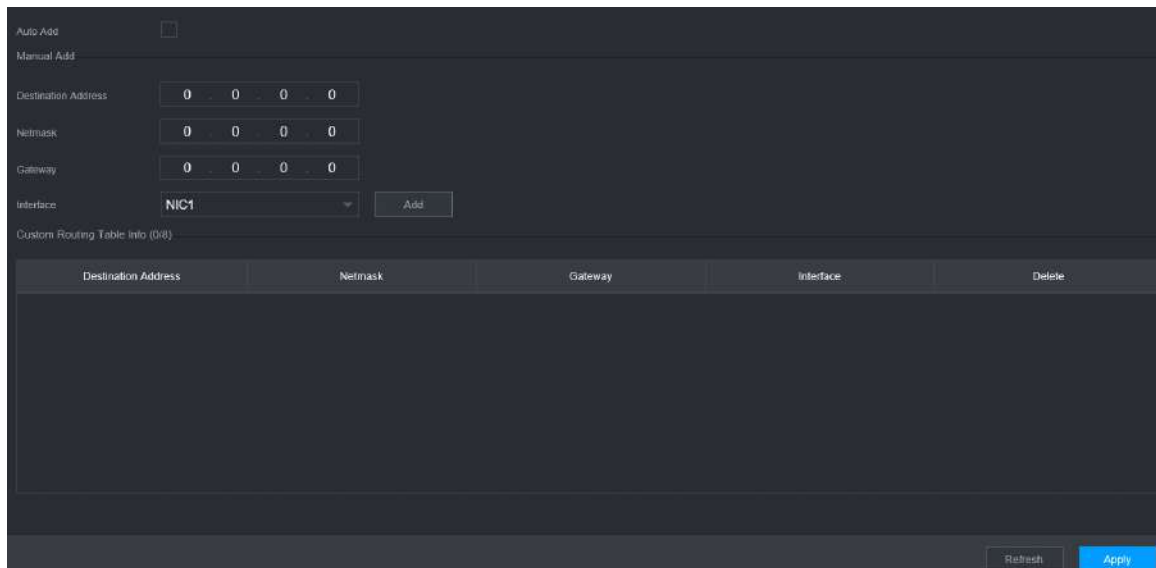 Auto Add
Manual Add
Destination Address 0 . 0 . 0 . 0
Netmask 0 . 0 . 0 . 0
Gateway 0 . 0 . 0 . 0
Interface NIC1 Add
Custom Routing Table Info (0/8)
Destination Address Netmask Gateway Interface Delete
Refresh Apply